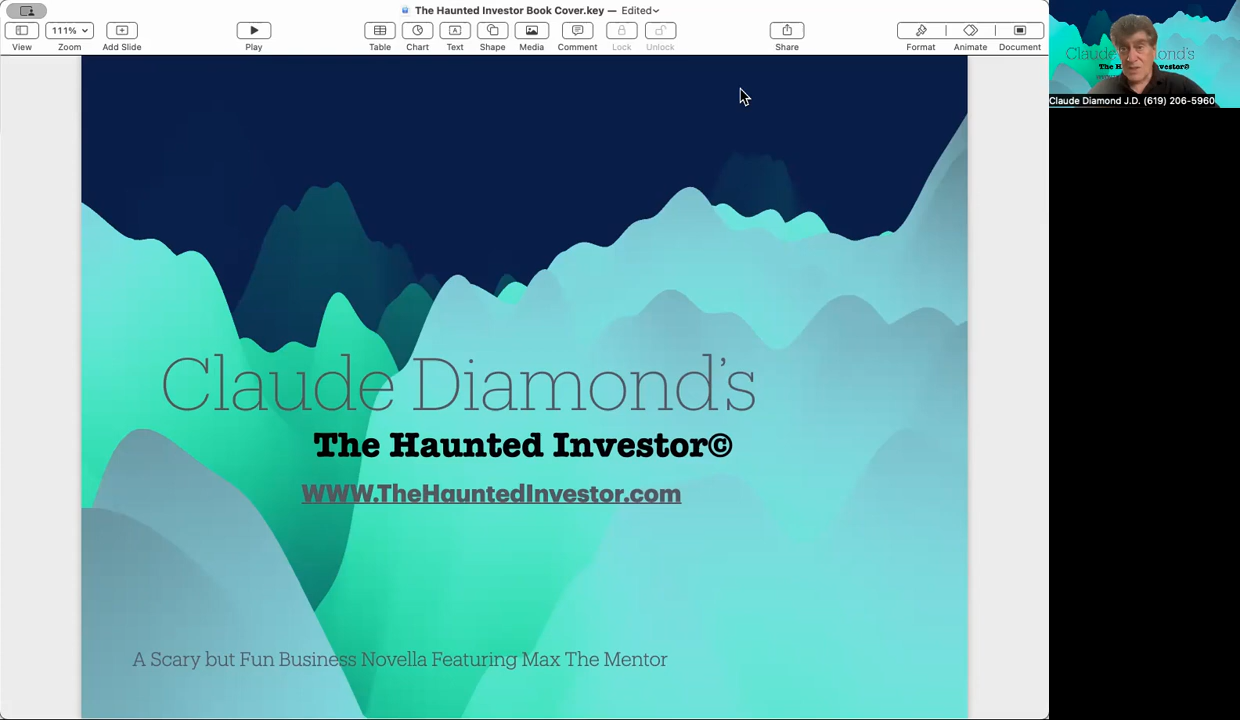 The Haunted Investor Book Cover.key — Edited
111%
View
Zoom
Add Slide
Play
Table
Chart
Text
Shape
Media
Comment
Lock
Unlock
Share
Format
Animate
Document
Claude Diamond's
The Haunted Investor©
WWW.TheHauntedInvestor.com
A Scary but Fun Business Novella Featuring Max The Mentor
Claude Diamond's
Claude Diamond J.D. (619) 206-5960